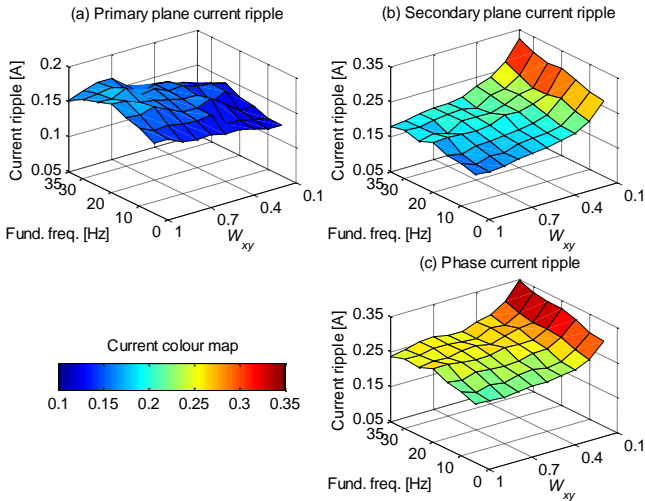 (a) Primary plane current ripple
0.2
0.15
0.1
0.05
Current ripple [A]
35
30
20
10
0
Fund. freq. [Hz]
1
0.7
0.4
0.1
W_xy
(b) Secondary plane current ripple
0.35
0.25
0.15
0.05
Current ripple [A]
35
30
20
10
0
Fund. freq. [Hz]
1
0.7
0.4
0.1
W_xy
Current colour map
0.1 0.15 0.2 0.25 0.3 0.35
(c) Phase current ripple
0.35
0.25
0.15
0.05
Current ripple [A]
35
30
20
10
0
Fund. freq. [Hz]
1
0.7
0.4
0.1
W_xy